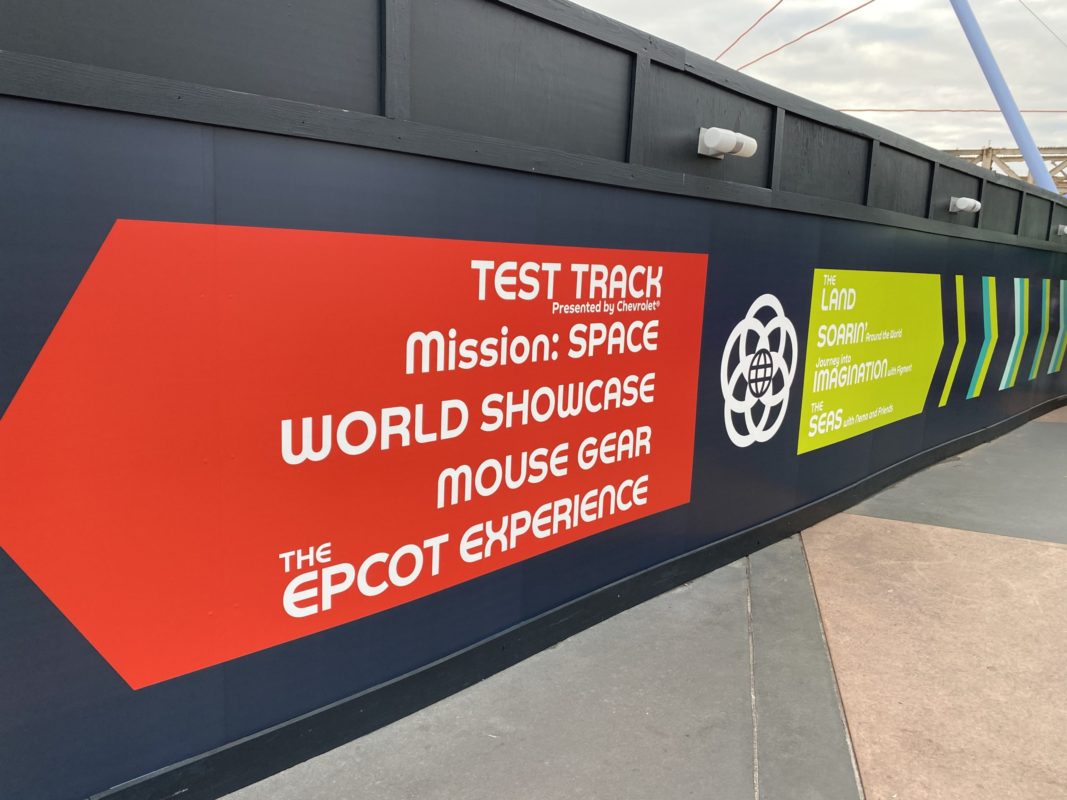 TEST TRACK
Presented by Chevrolet®
Mission: SPACE
WORLD SHOWCASE
MOUSE GEAR
THE
EPCOT EXPERIENCE
THE
LAND
SOARIN' Around the World
Journey into
IMAGINATION with Figment
THE
SEAS with Nemo and Friends